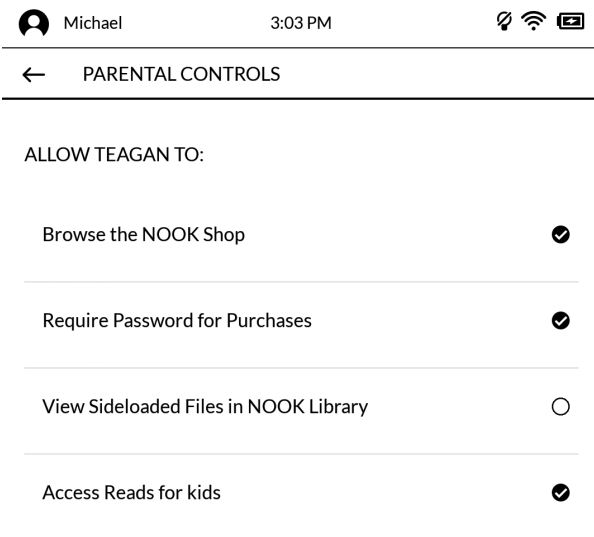 Michael 3:03 PM
PARENTAL CONTROLS
ALLOW TEAGAN TO:
Browse the NOOK Shop
Require Password for Purchases
View Sideloaded Files in NOOK Library
Access Reads for kids